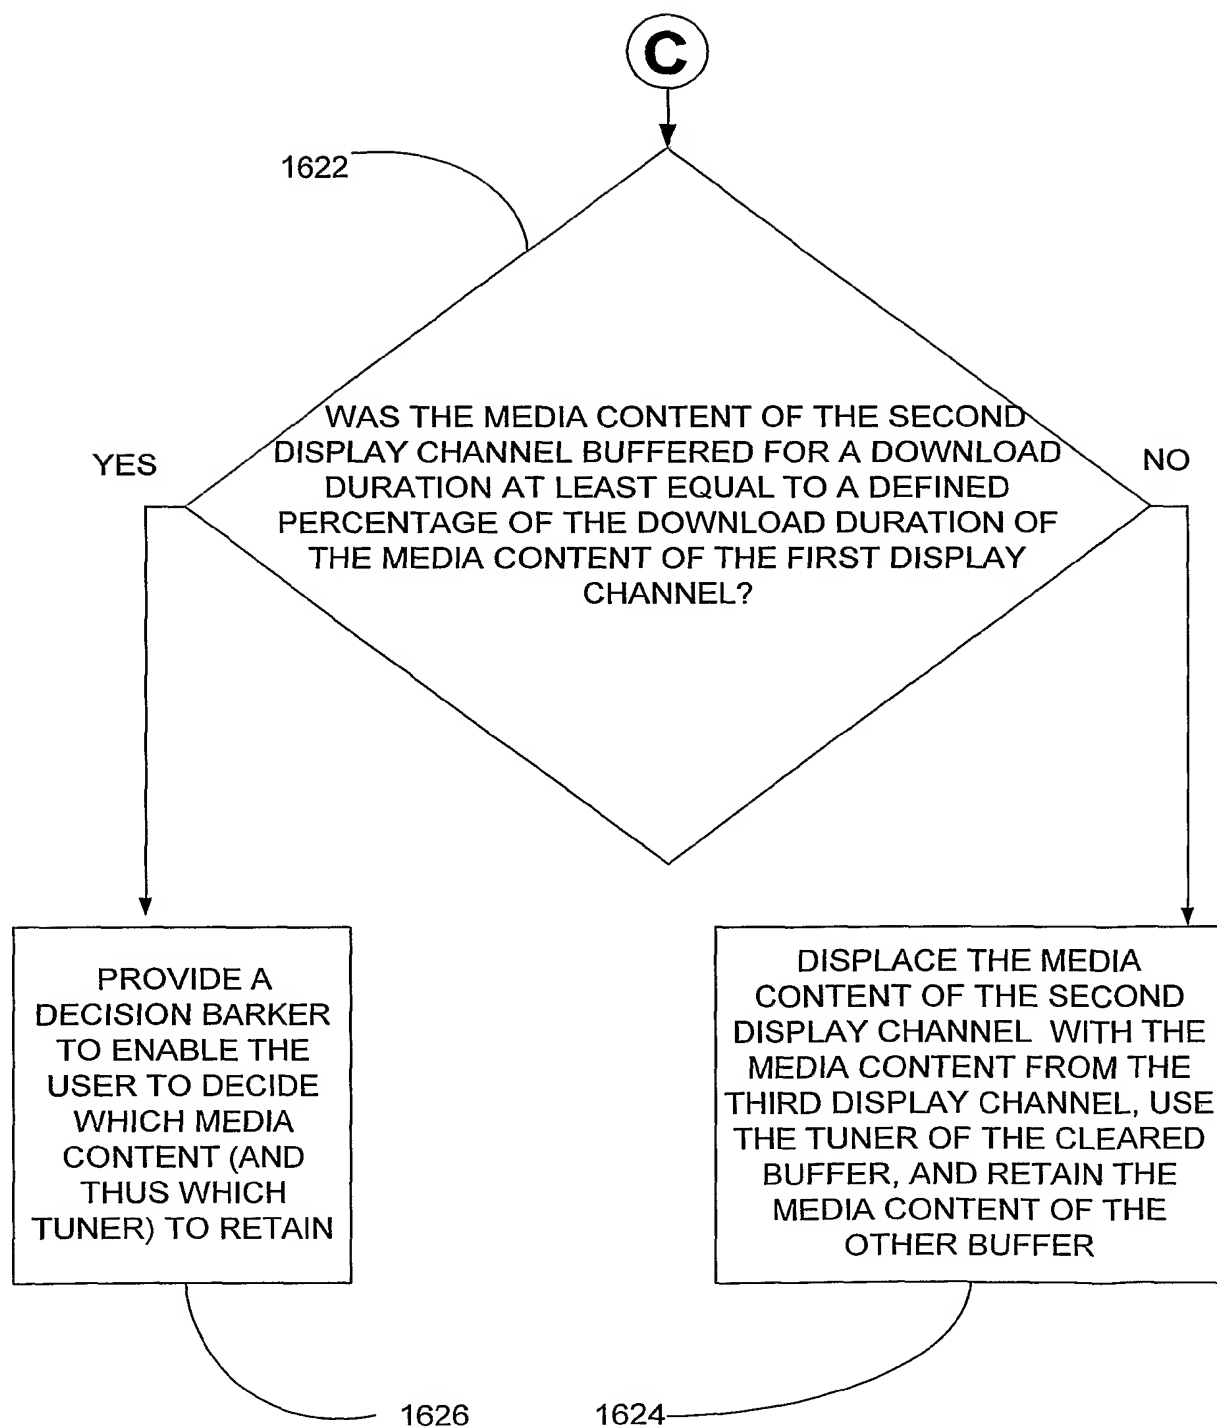 C
1622
WAS THE MEDIA CONTENT OF THE SECOND
DISPLAY CHANNEL BUFFERED FOR A DOWNLOAD
DURATION AT LEAST EQUAL TO A DEFINED
PERCENTAGE OF THE DOWNLOAD DURATION OF
THE MEDIA CONTENT OF THE FIRST DISPLAY
CHANNEL?
YES
NO
PROVIDE A
DECISION BARKER
TO ENABLE THE
USER TO DECIDE
WHICH MEDIA
CONTENT (AND
THUS WHICH
TUNER) TO RETAIN
DISPLACE THE MEDIA
CONTENT OF THE SECOND
DISPLAY CHANNEL WITH THE
MEDIA CONTENT FROM THE
THIRD DISPLAY CHANNEL, USE
THE TUNER OF THE CLEARED
BUFFER, AND RETAIN THE
MEDIA CONTENT OF THE
OTHER BUFFER
1626
1624